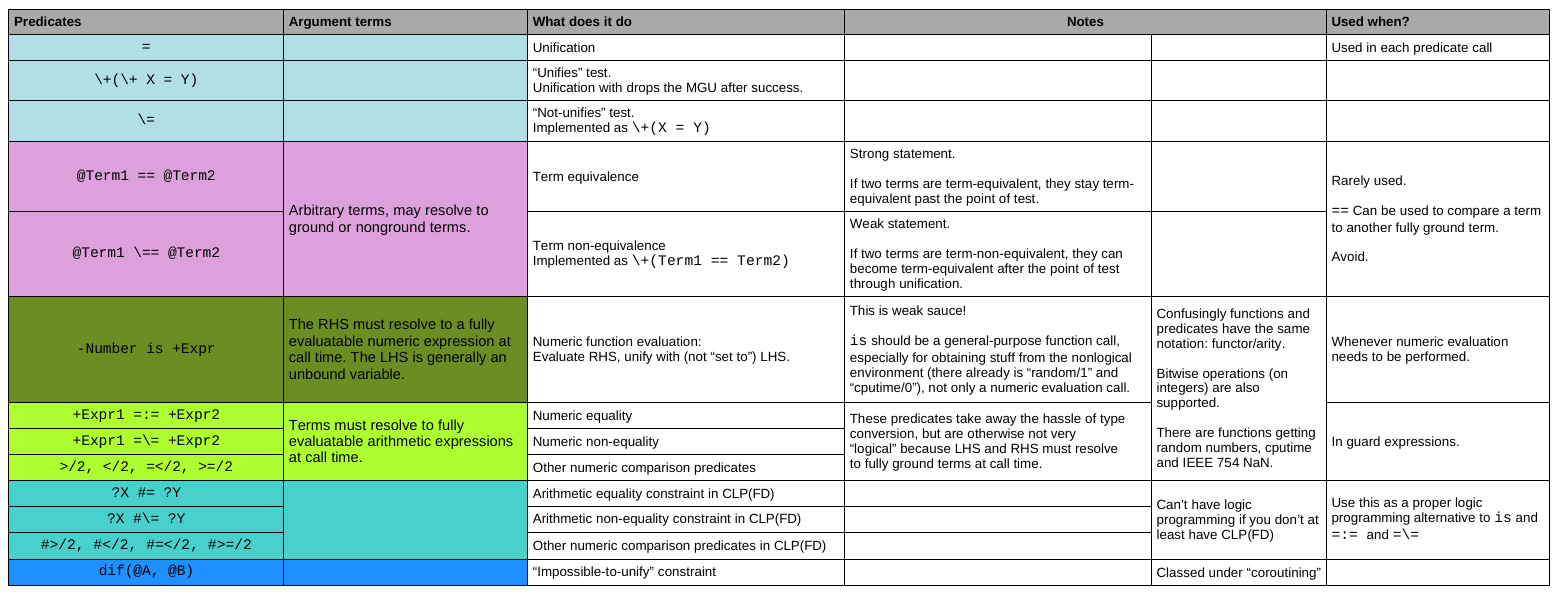 Predicates
Argument terms
What does it do
Notes
Used when?
=
Unification
Used in each predicate call
\+(\+ X = Y)
“Unifies” test.
Unification with drops the MGU after success.
\=
“Not-unifies” test.
Implemented as \+(X = Y)
@Term1 == @Term2
Arbitrary terms, may resolve to
ground or nonground terms.
Term equivalence
Strong statement.
If two terms are term-equivalent, they stay term-
equivalent past the point of test.
Rarely used.
== Can be used to compare a term
to another fully ground term.
Avoid.
@Term1 \== @Term2
Term non-equivalence
Implemented as \+(Term1 == Term2)
Weak statement.
If two terms are term-non-equivalent, they can
become term-equivalent after the point of test
through unification.
-Number is +Expr
The RHS must resolve to a fully
evaluatable numeric expression at
call time. The LHS is generally an
unbound variable.
Numeric function evaluation:
Evaluate RHS, unify with (not “set to”) LHS.
This is weak sauce!
is should be a general-purpose function call,
especially for obtaining stuff from the nonlogical
environment (there already is “random/1” and
“cputime/0”), not only a numeric evaluation call.
Confusingly functions and
predicates have the same
notation: functor/arity.
Bitwise operations (on
integers) are also
supported.
There are functions getting
random numbers, cputime
and IEEE 754 NaN.
Whenever numeric evaluation
needs to be performed.
+Expr1 =:= +Expr2
Terms must resolve to fully
evaluatable arithmetic expressions
at call time.
Numeric equality
These predicates take away the hassle of type
conversion, but are otherwise not very
“logical” because LHS and RHS must resolve
to fully ground terms at call time.
In guard expressions.
+Expr1 =\= +Expr2
Numeric non-equality
>/2, </2, =</2, >=/2
Other numeric comparison predicates
?X #= ?Y
Arithmetic equality constraint in CLP(FD)
Can’t have logic
programming if you don’t at
least have CLP(FD)
Use this as a proper logic
programming alternative to is and
=:= and =\=
?X #\= ?Y
Arithmetic non-equality constraint in CLP(FD)
#>/2, #</2, #=</2, #>=/2
Other numeric comparison predicates in CLP(FD)
dif(@A, @B)
“Impossible-to-unify” constraint
Classed under “coroutining”